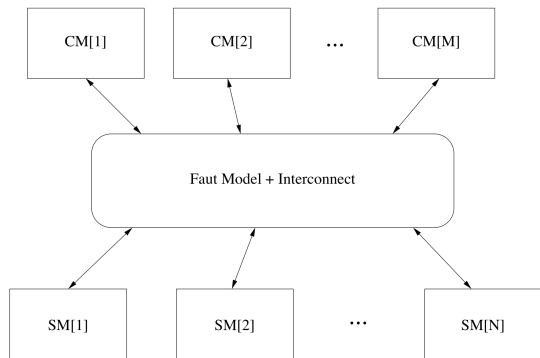 CM[1] CM[2] ... CM[M]
Faut Model + Interconnect
SM[1] SM[2] ... SM[N]